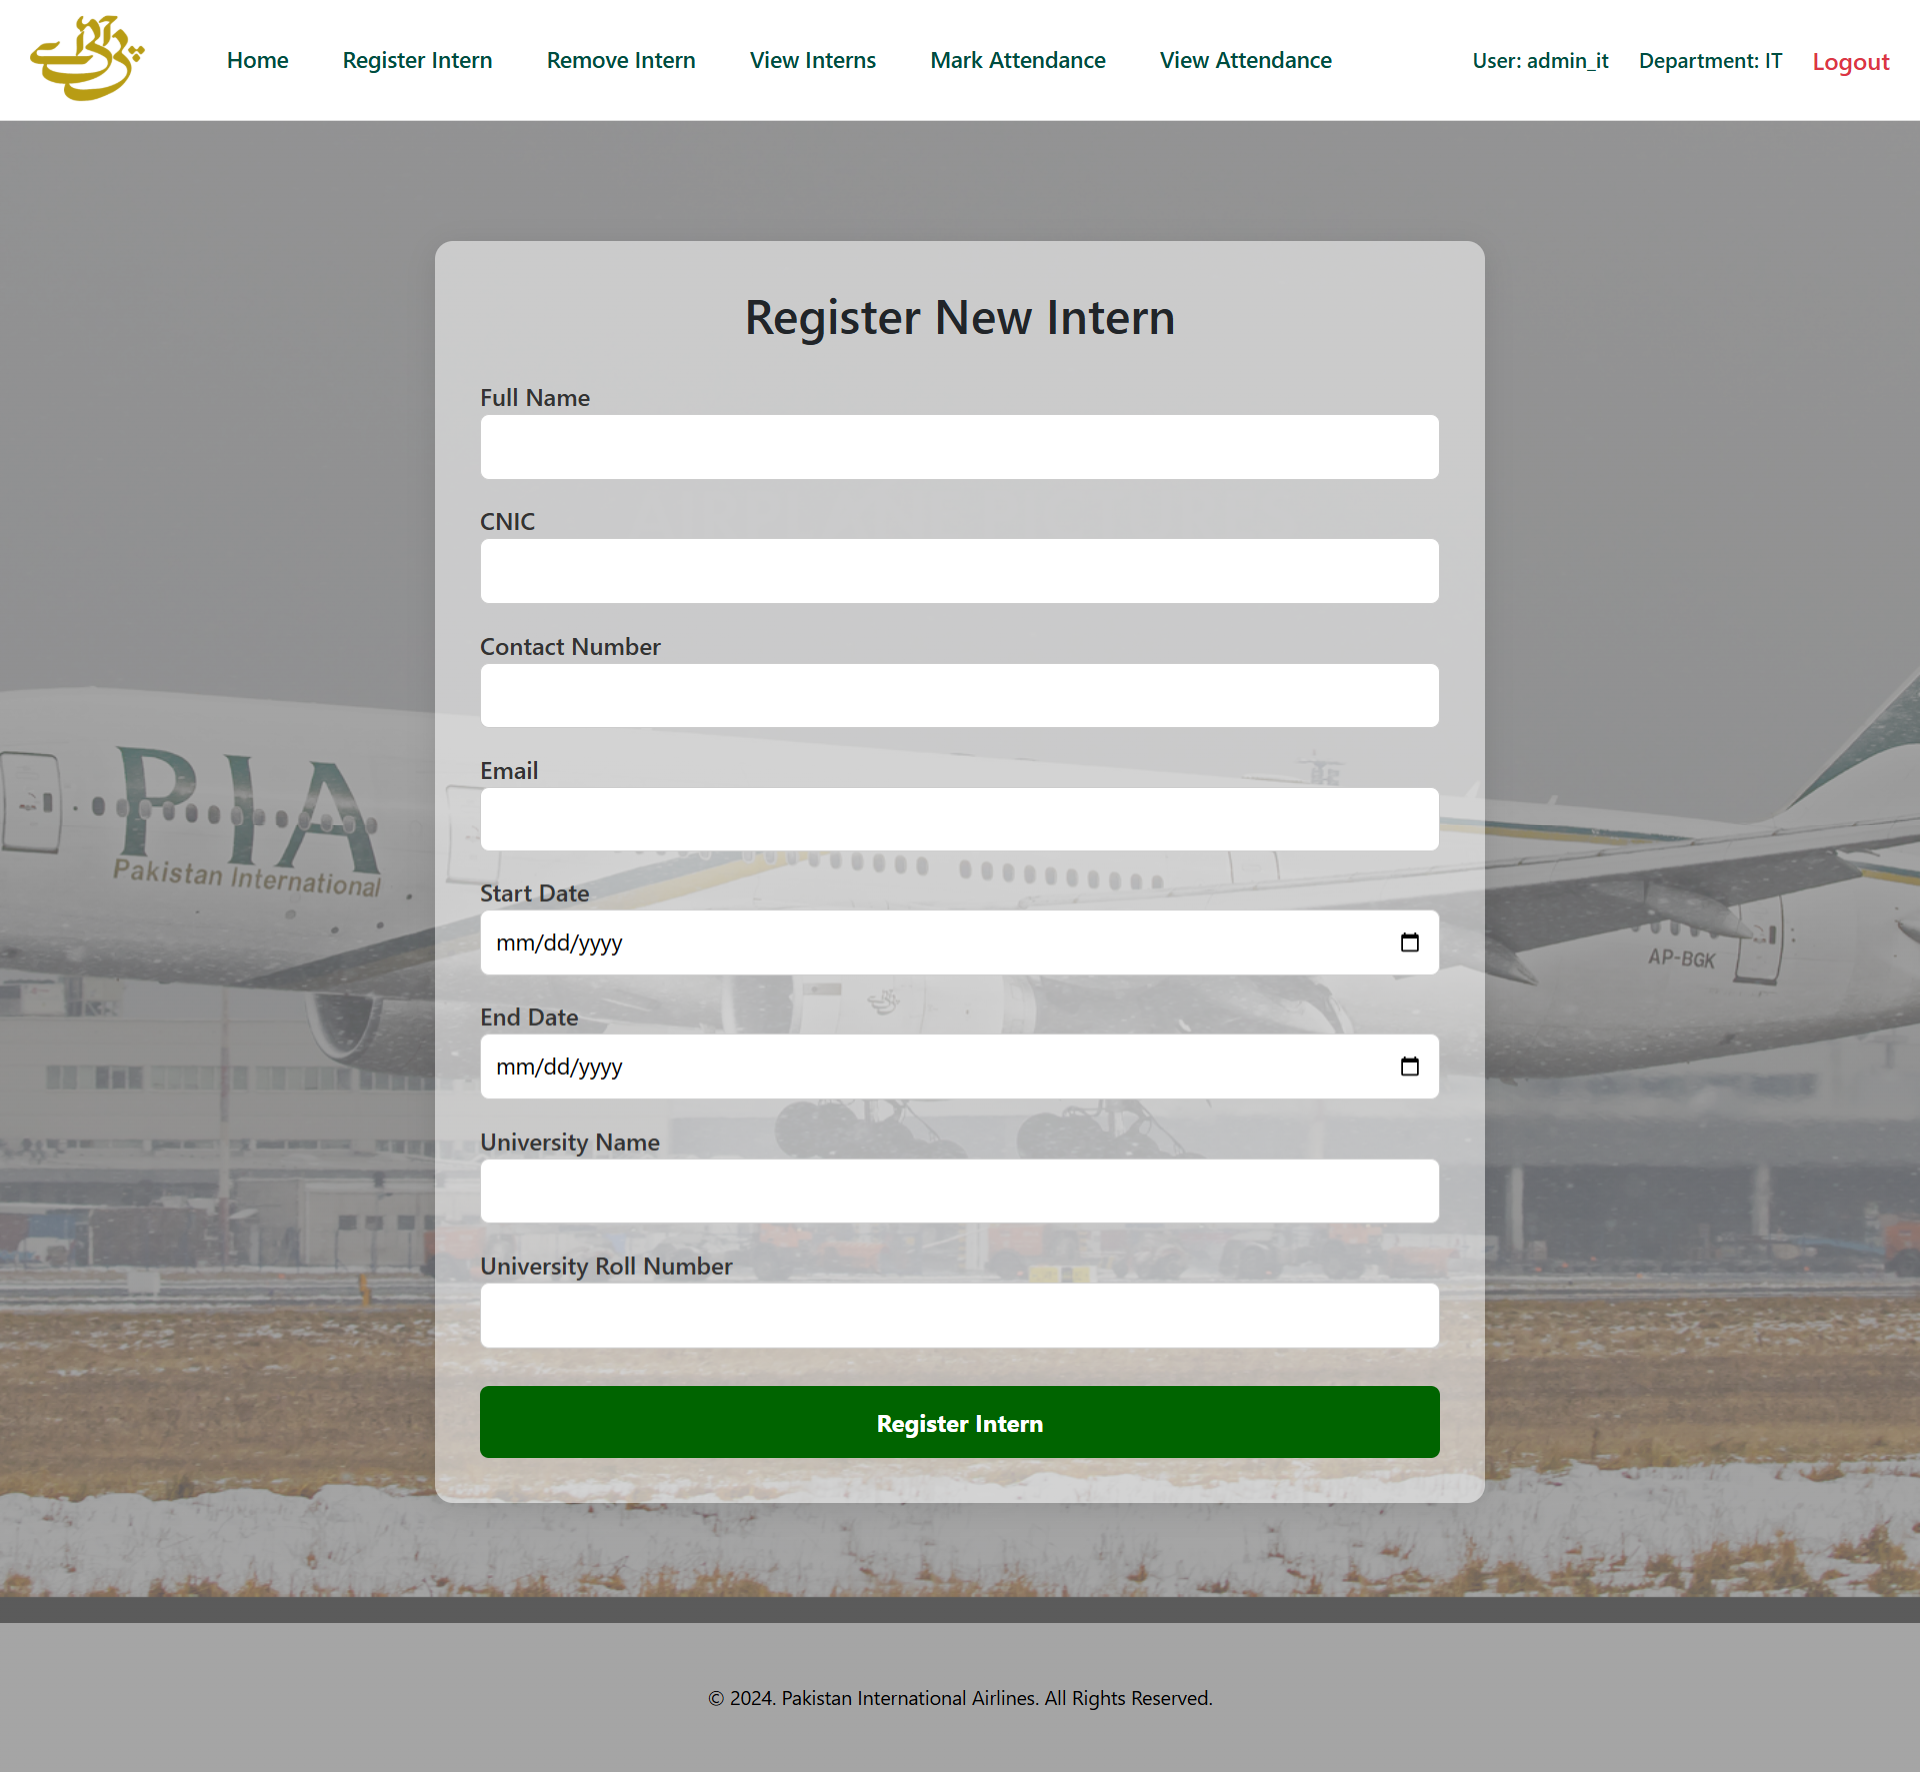 Home Register Intern Remove Intern View Interns Mark Attendance View Attendance User: admin_it Department: IT Logout
Register New Intern
Full Name
CNIC
Contact Number
Email
PIA
Pakistan International
Start Date
mm/dd/yyyy
AP-BGK
End Date
mm/dd/yyyy
University Name
University Roll Number
Register Intern
© 2024. Pakistan International Airlines. All Rights Reserved.